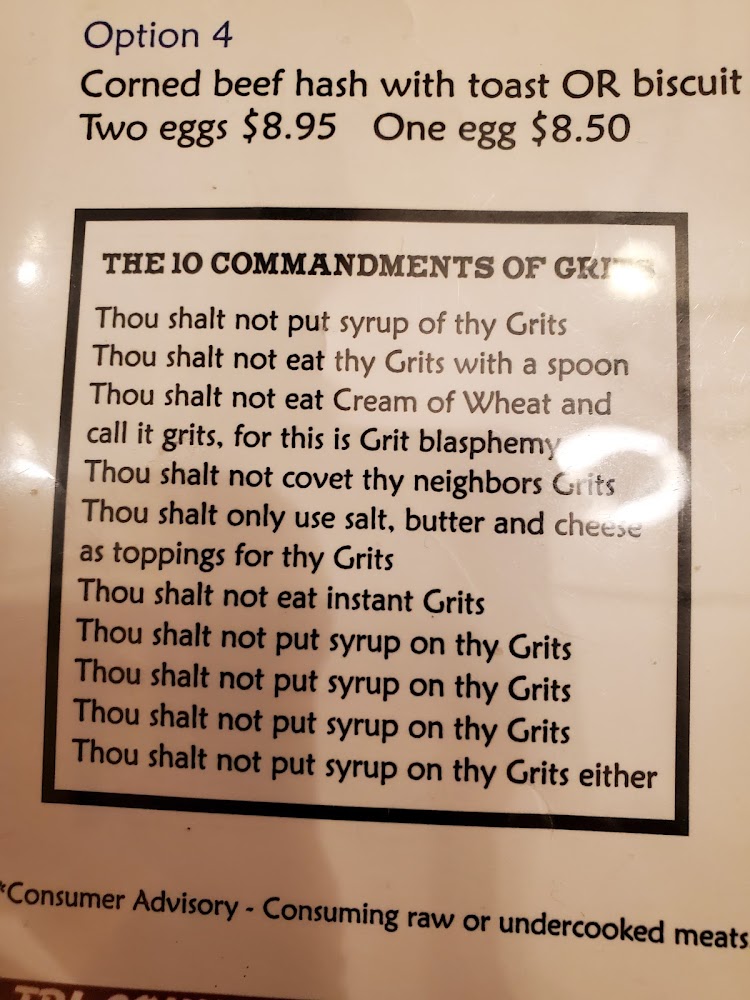 Option 4
Corned beef hash with toast OR biscuit
Two eggs $8.95 One egg $8.50
THE 10 COMMANDMENTS OF GRITS
Thou shalt not put syrup of thy Grits
Thou shalt not eat thy Grits with a spoon
Thou shalt not eat Cream of Wheat and
call it grits, for this is Grit blasphemy
Thou shalt not covet thy neighbors Grits
Thou shalt only use salt, butter and cheese
as toppings for thy Grits
Thou shalt not eat instant Grits
Thou shalt not put syrup on thy Grits
Thou shalt not put syrup on thy Grits
Thou shalt not put syrup on thy Grits
Thou shalt not put syrup on thy Grits either
*Consumer Advisory - Consuming raw or undercooked meats